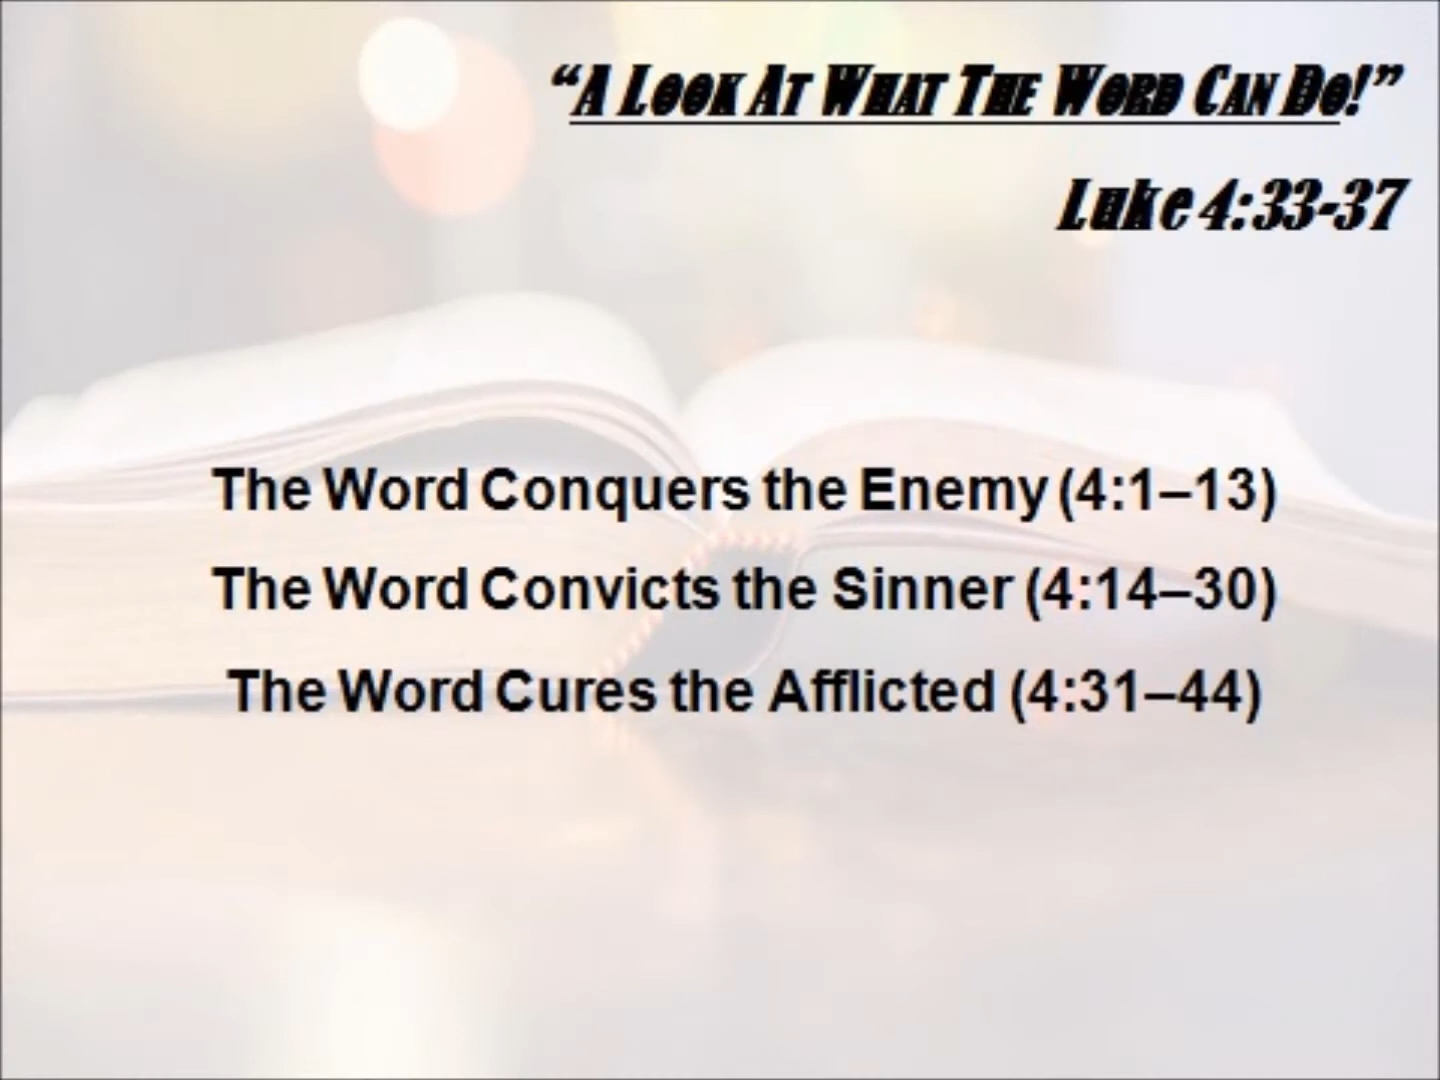 “A Look At What The Word Can Do!”
Luke 4:33-37
The Word Conquers the Enemy (4:1–13)
The Word Convicts the Sinner (4:14–30)
The Word Cures the Afflicted (4:31–44)